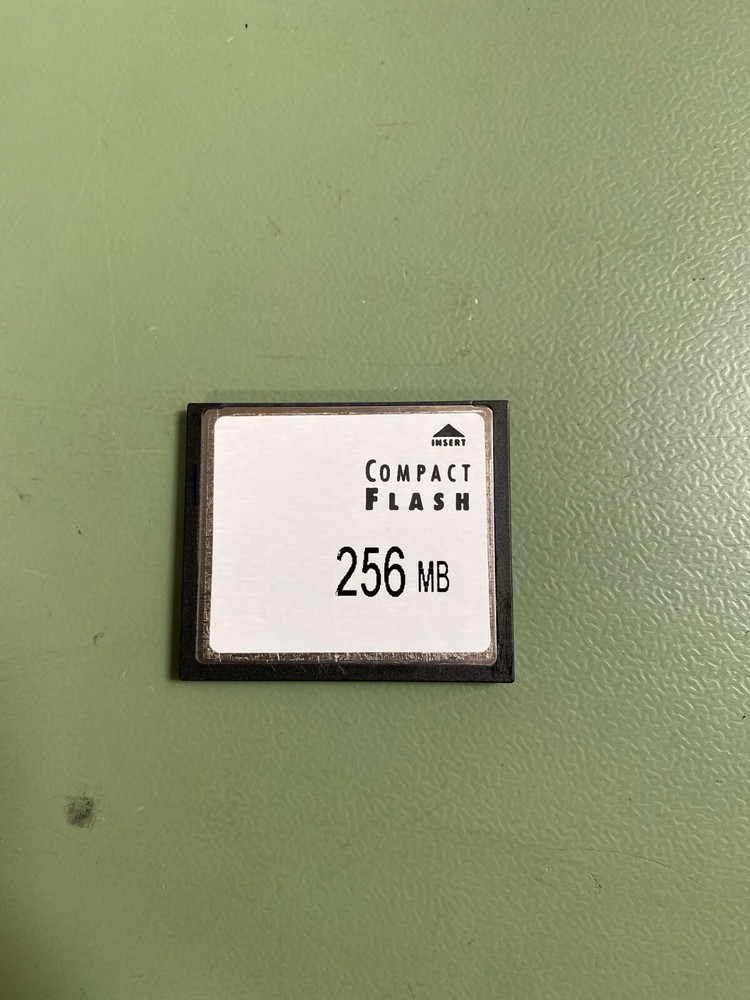 INSERT
COMPACT
FLASH
256 MB